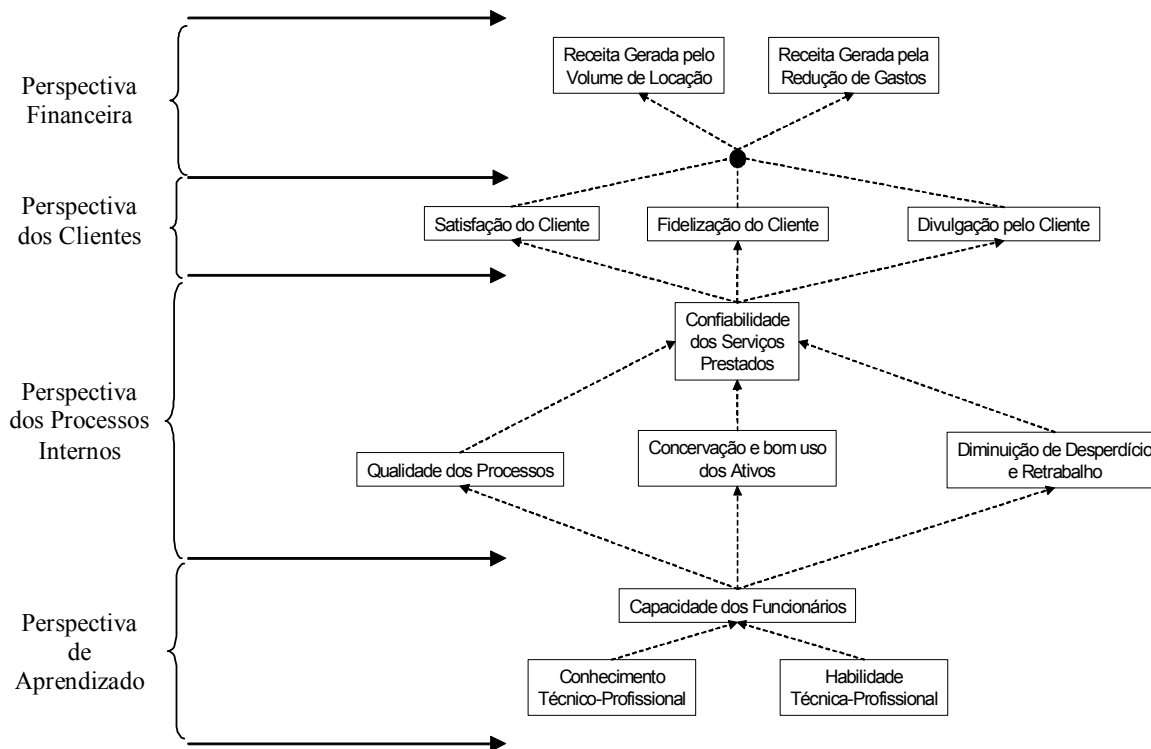 Perspectiva
Financeira
Receita Gerada pelo
Volume de Locação
Receita Gerada pela
Redução de Gastos
Perspectiva
dos Clientes
Satisfação do Cliente
Fidelização do Cliente
Divulgação pelo Cliente
Perspectiva
dos Processos
Internos
Confiabilidade
dos Serviços
Prestados
Qualidade dos Processos
Concervação e bom uso
dos Ativos
Diminuição de Desperdício
e Retrabalho
Perspectiva
de
Aprendizado
Capacidade dos Funcionários
Conhecimento
Técnico-Profissional
Habilidade
Técnica-Profissional